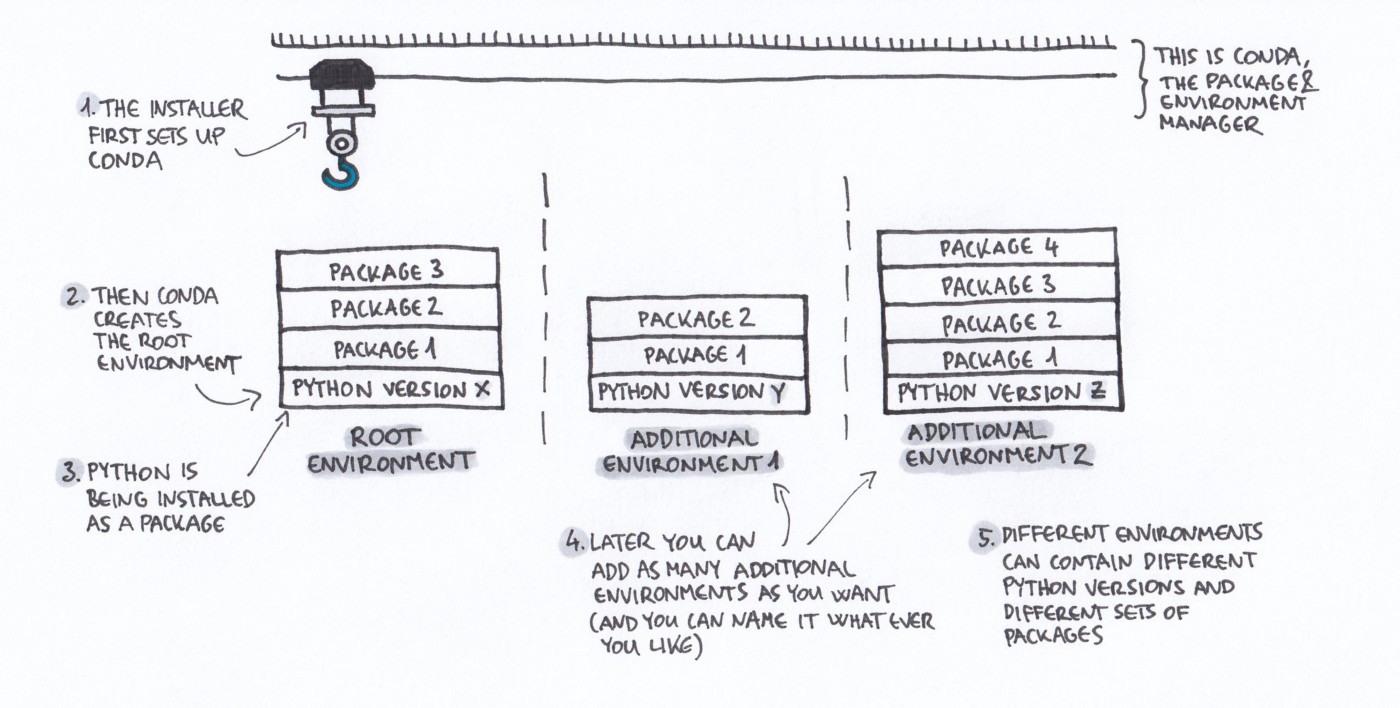 THIS IS CONDA,
THE PACKAGE &
ENVIRONMENT
MANAGER
1. THE INSTALLER
FIRST SETS UP
CONDA
2. THEN CONDA
CREATES
THE ROOT
ENVIRONMENT
PACKAGE 3
PACKAGE 2
PACKAGE 1
PYTHON VERSION X
ROOT
ENVIRONMENT
3. PYTHON IS
BEING INSTALLED
AS A PACKAGE
PACKAGE 2
PACKAGE 1
PYTHON VERSION Y
ADDITIONAL
ENVIRONMENT 1
PACKAGE 4
PACKAGE 3
PACKAGE 2
PACKAGE 1
PYTHON VERSION Z
ADDITIONAL
ENVIRONMENT 2
4. LATER YOU CAN
ADD AS MANY ADDITIONAL
ENVIRONMENTS AS YOU WANT
(AND YOU CAN NAME IT WHAT EVER
YOU LIKE)
5. DIFFERENT ENVIRONMENTS
CAN CONTAIN DIFFERENT
PYTHON VERSIONS AND
DIFFERENT SETS OF
PACKAGES